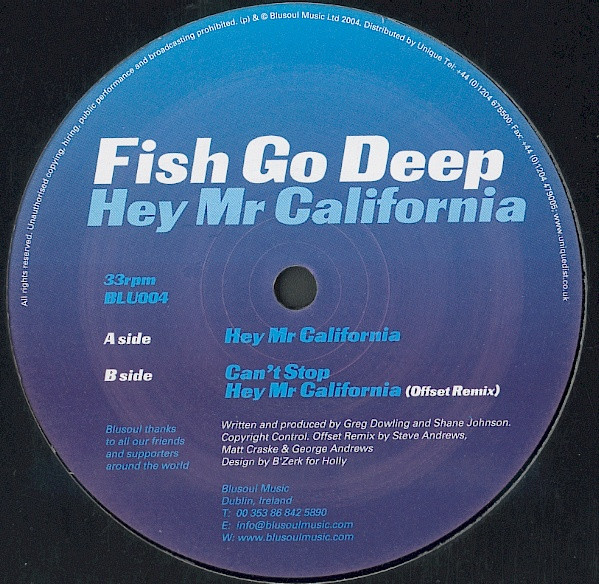 All rights reserved. Unauthorised copying, hiring, public performance and broadcasting prohibited. (p) & © Blusoul Music Ltd 2004. Distributed by Unique Tel: +44 (0)1204 675500; Fax: +44 (0)1204 479005; www.uniquedist.co.uk
Fish Go Deep
Hey Mr California
33rpm
BLU004
A side Hey Mr California
B side Can't Stop
Hey Mr California (Offset Remix)
Blusoul thanks
to all our friends
and supporters
around the world
Written and produced by Greg Dowling and Shane Johnson.
Copyright Control. Offset Remix by Steve Andrews,
Matt Craske & George Andrews
Design by B'Zerk for Holly
Blusoul Music
Dublin, Ireland
T: 00 353 86 842 5890
E: info@blusoulmusic.com
W: www.blusoulmusic.com